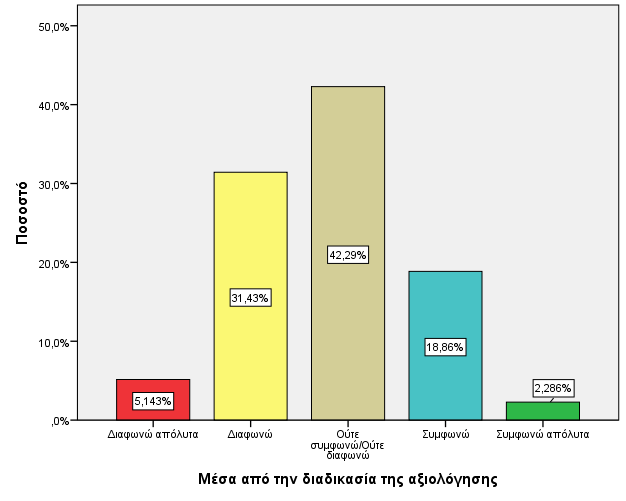 50,0%
40,0%
30,0%
20,0%
10,0%
,0%
Ποσοστό
5,143%
31,43%
42,29%
18,86%
2,286%
Διαφωνώ απόλυτα
Διαφωνώ
Ούτε
συμφωνώ/Ούτε
διαφωνώ
Συμφωνώ
Συμφωνώ απόλυτα
Μέσα από την διαδικασία της αξιολόγησης